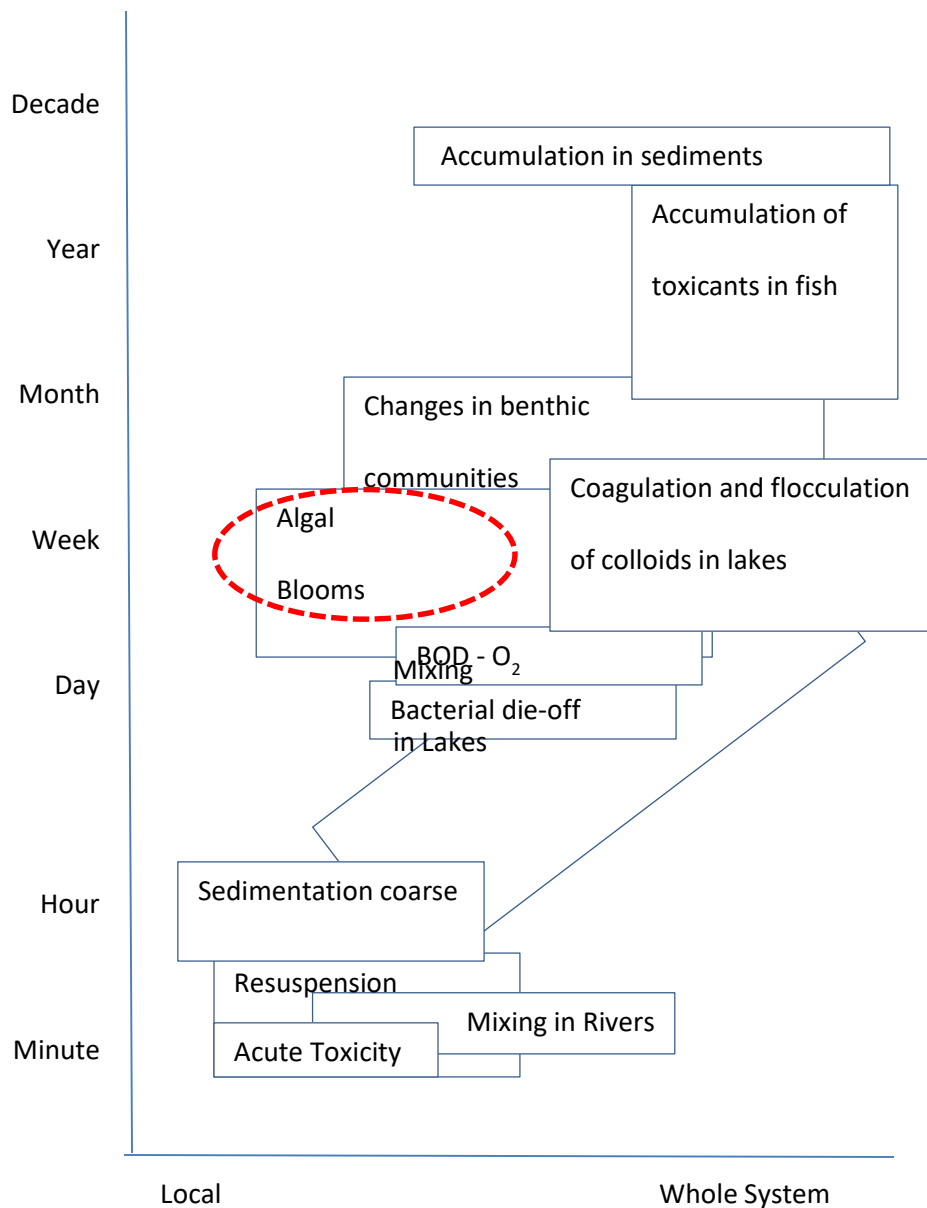 Decade
Accumulation in sediments
Accumulation of
toxicants in fish
Year
Month
Changes in benthic
communities
Coagulation and flocculation
of colloids in lakes
Algal
Blooms
Week
BOD - O₂
Mixing
in Lakes
Day
Bacterial die-off
Sedimentation coarse
Hour
Resuspension
Mixing in Rivers
Minute
Acute Toxicity
Local
Whole System